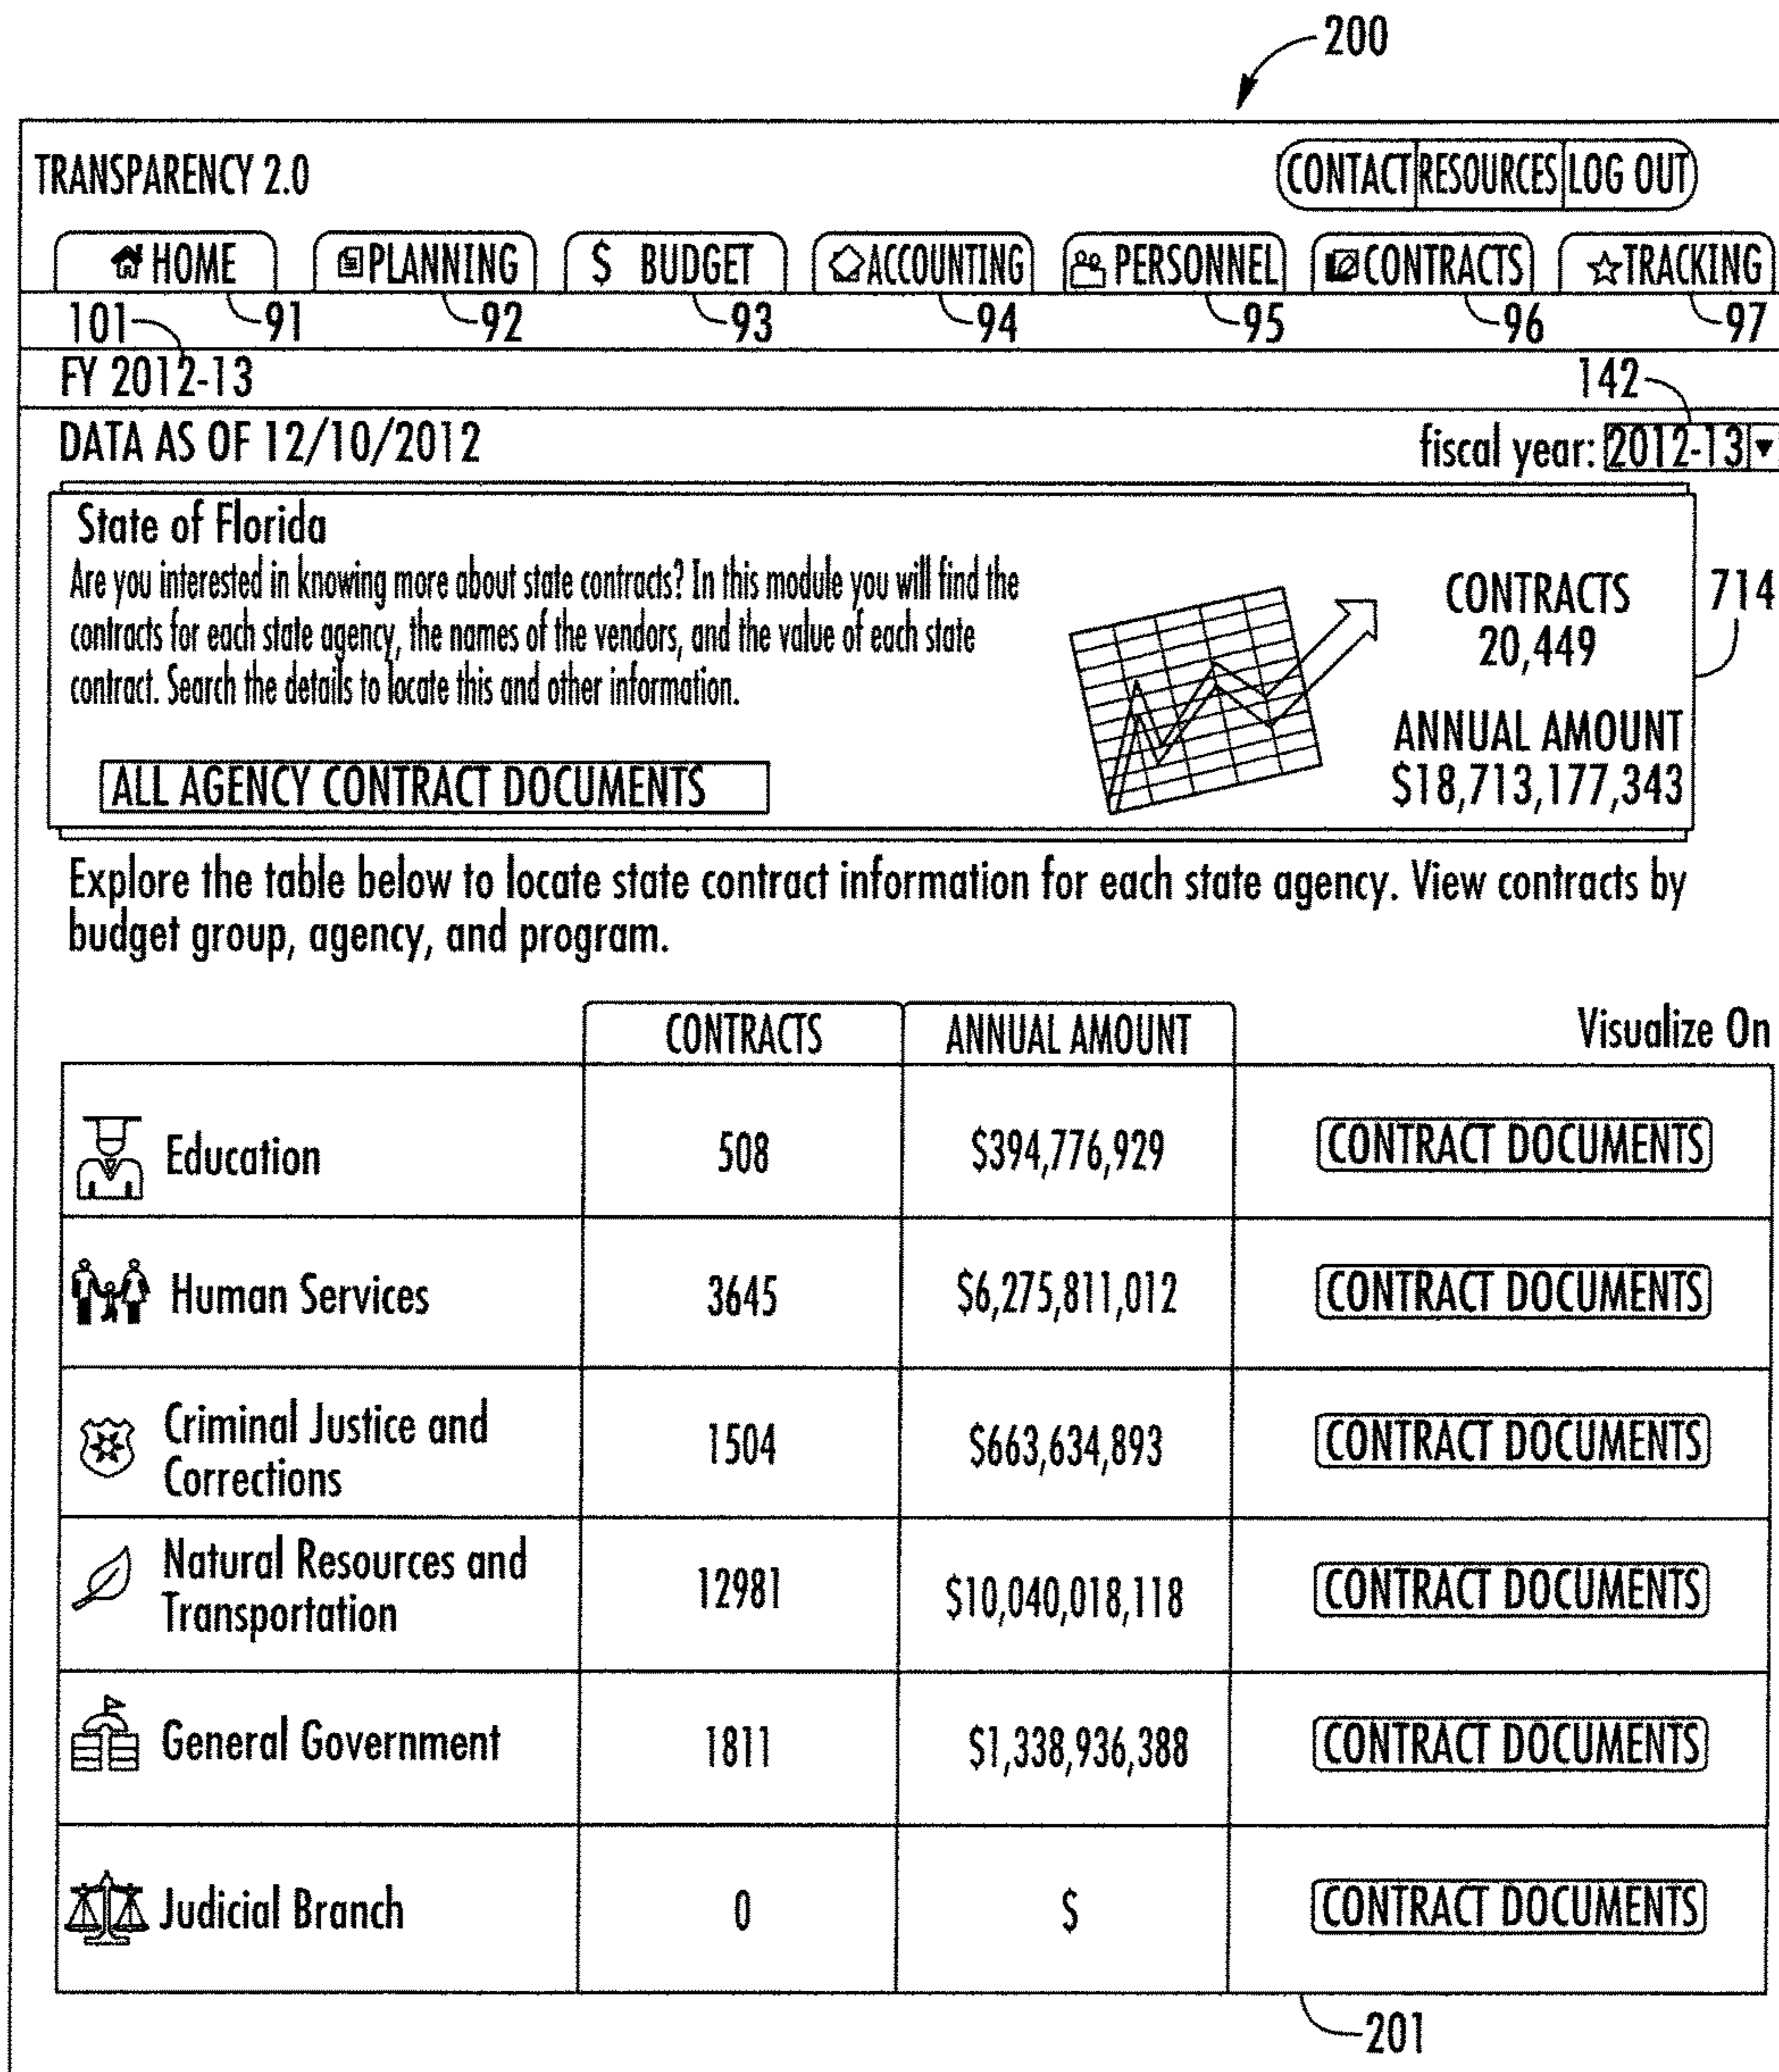 200
TRANSPARENCY 2.0 CONTACT RESOURCES LOG OUT
HOME PLANNING $ BUDGET ACCOUNTING PERSONNEL CONTRACTS TRACKING
101 91 92 93 94 95 96 97
FY 2012-13 142
DATA AS OF 12/10/2012 fiscal year: 2012-13
State of Florida
Are you interested in knowing more about state contracts? In this module you will find the
contracts for each state agency, the names of the vendors, and the value of each state
contract. Search the details to locate this and other information.
ALL AGENCY CONTRACT DOCUMENTS
CONTRACTS
20,449
ANNUAL AMOUNT
$18,713,177,343
714
Explore the table below to locate state contract information for each state agency. View contracts by
budget group, agency, and program.
CONTRACTS ANNUAL AMOUNT Visualize On
Education 508 $394,776,929 CONTRACT DOCUMENTS
Human Services 3645 $6,275,811,012 CONTRACT DOCUMENTS
Criminal Justice and
Corrections 1504 $663,634,893 CONTRACT DOCUMENTS
Natural Resources and
Transportation 12981 $10,040,018,118 CONTRACT DOCUMENTS
General Government 1811 $1,338,936,388 CONTRACT DOCUMENTS
Judicial Branch 0 $ CONTRACT DOCUMENTS
201